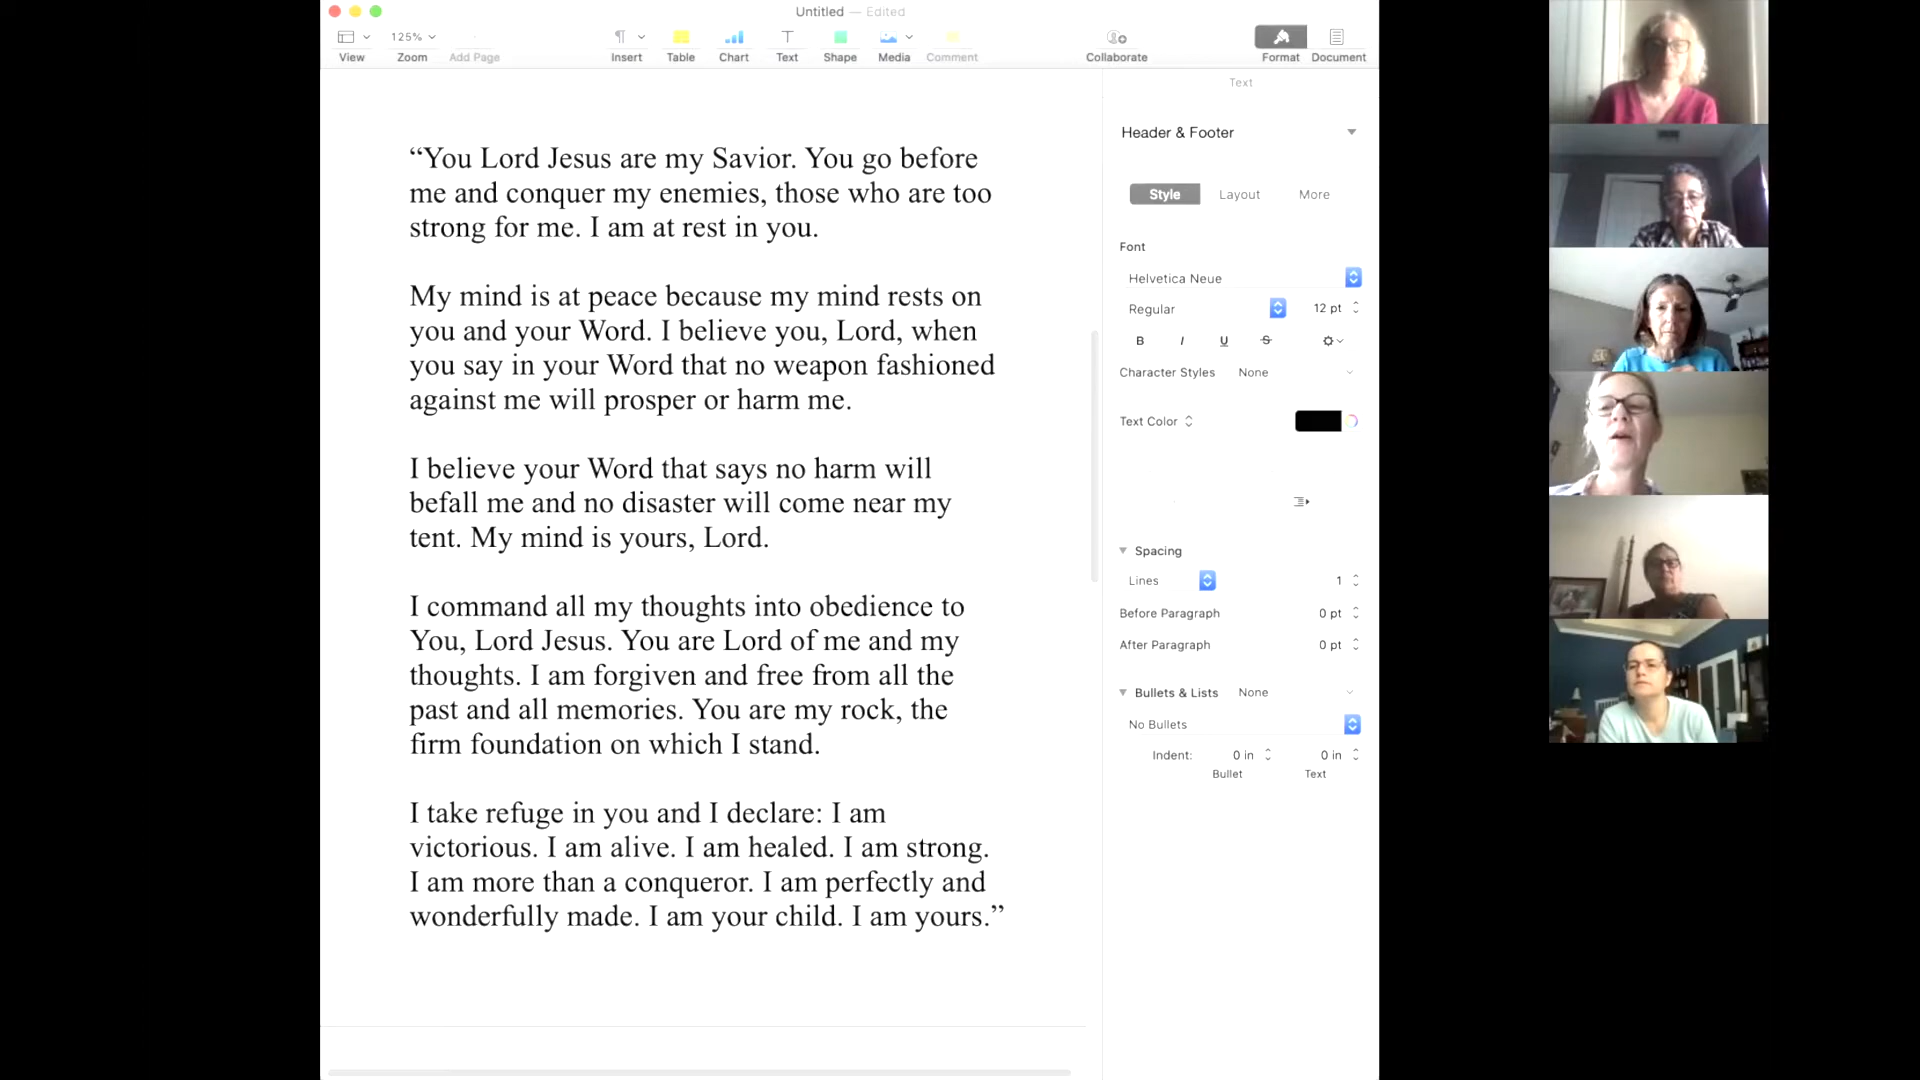 Untitled — Edited
View
125%
Zoom
Add Page
Insert
Table
Chart
Text
Shape
Media
Comment
Collaborate
Format
Document
“You Lord Jesus are my Savior. You go before
me and conquer my enemies, those who are too
strong for me. I am at rest in you.
My mind is at peace because my mind rests on
you and your Word. I believe you, Lord, when
you say in your Word that no weapon fashioned
against me will prosper or harm me.
I believe your Word that says no harm will
befall me and no disaster will come near my
tent. My mind is yours, Lord.
I command all my thoughts into obedience to
You, Lord Jesus. You are Lord of me and my
thoughts. I am forgiven and free from all the
past and all memories. You are my rock, the
firm foundation on which I stand.
I take refuge in you and I declare: I am
victorious. I am alive. I am healed. I am strong.
I am more than a conqueror. I am perfectly and
wonderfully made. I am your child. I am yours.”
Text
Header & Footer
Style Layout More
Font
Helvetica Neue
Regular 12 pt
B I U S
Character Styles None
Text Color
Spacing
Lines 1
Before Paragraph 0 pt
After Paragraph 0 pt
Bullets & Lists None
No Bullets
Indent: 0 in 0 in
Bullet Text